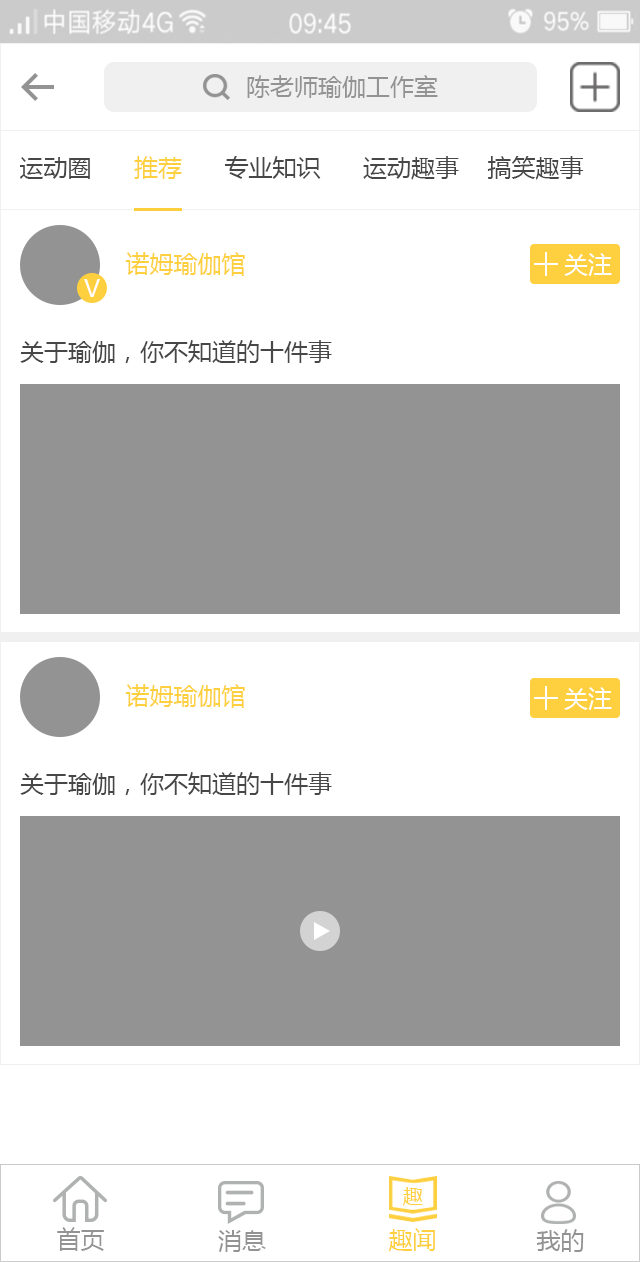 中国移动4G 09:45 95%
陈老师瑜伽工作室
运动圈 推荐 专业知识 运动趣事 搞笑趣事
V 诺姆瑜伽馆 关注
关于瑜伽，你不知道的十件事
诺姆瑜伽馆 关注
关于瑜伽，你不知道的十件事
趣
首页 消息 趣闻 我的